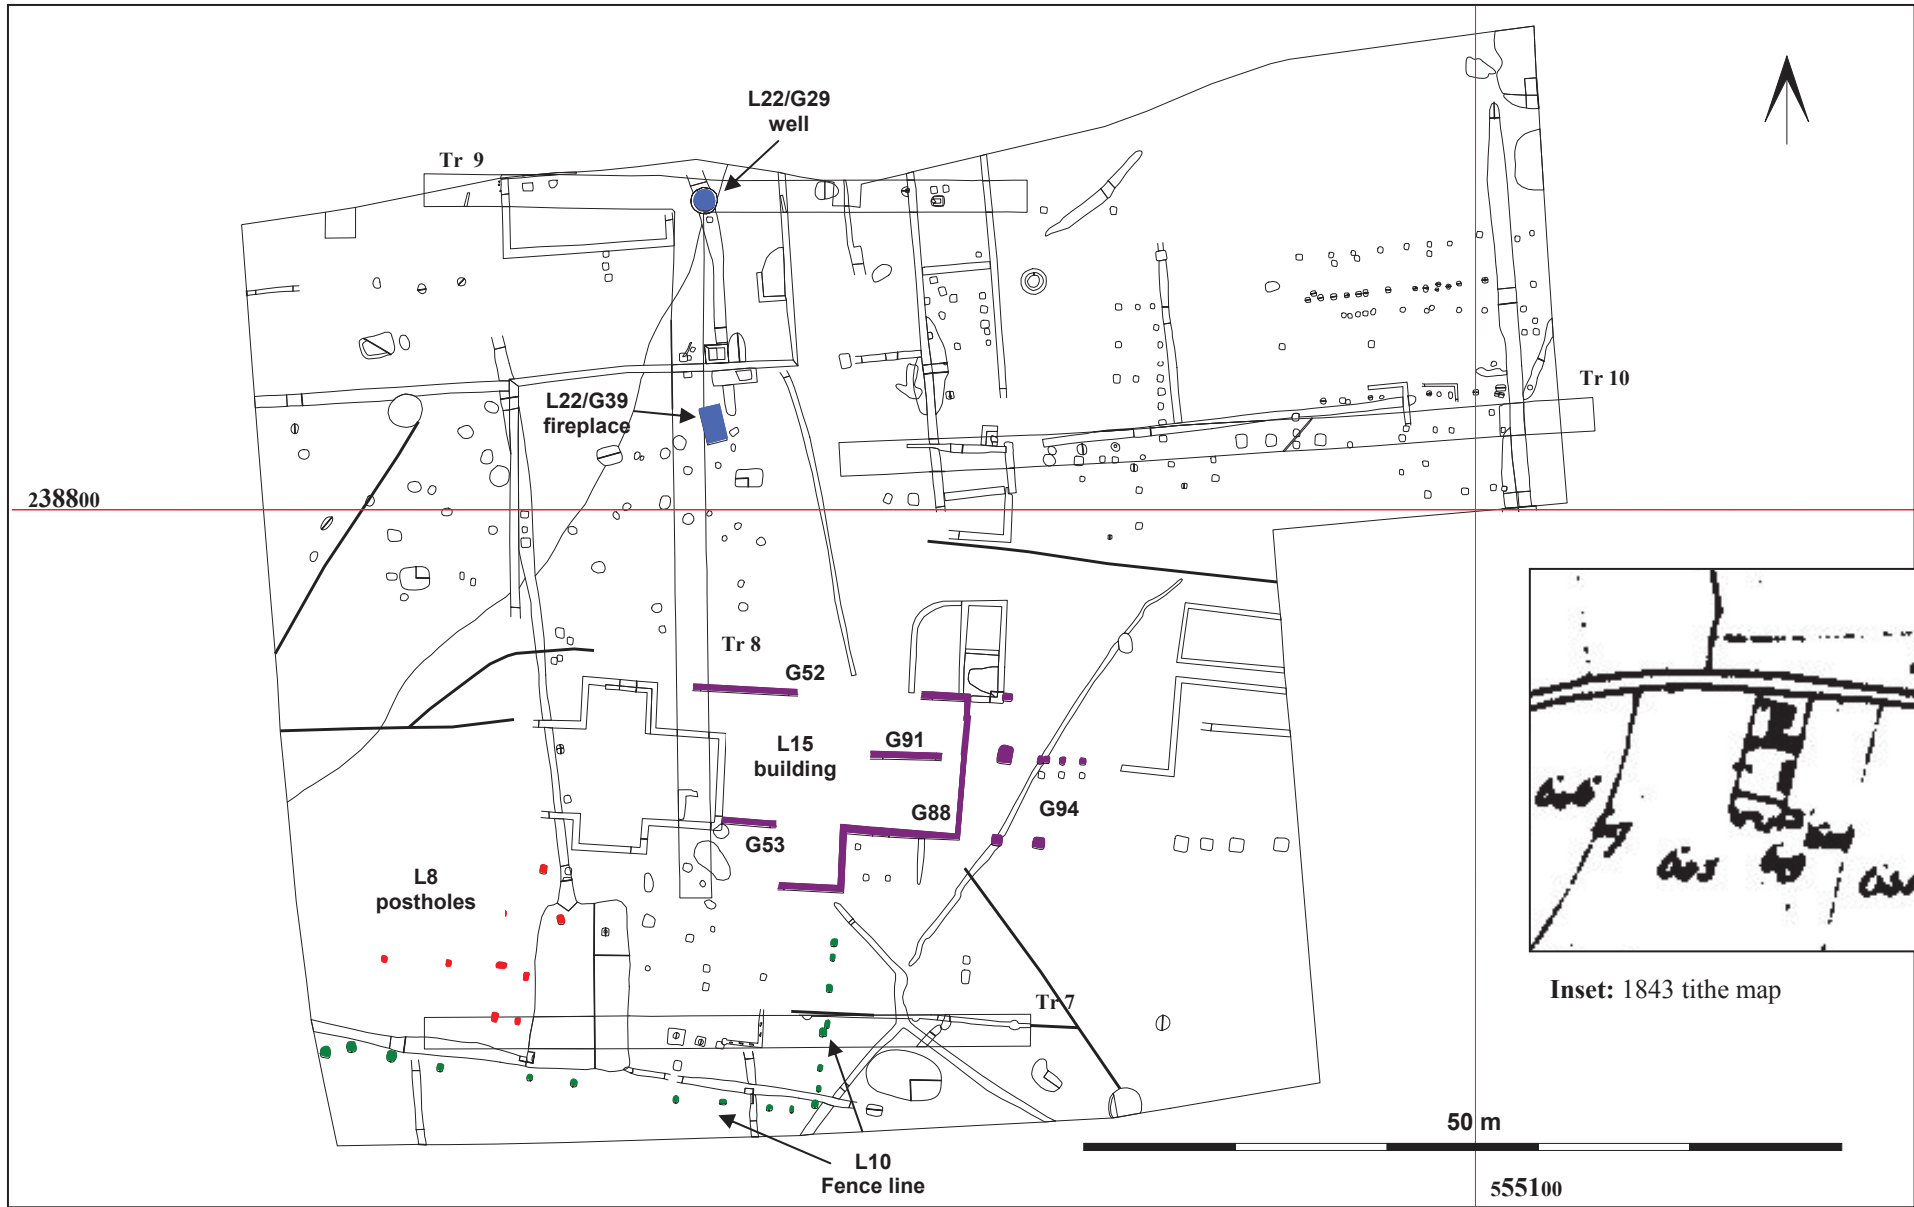 L22/G29
well
Tr 9
Tr 10
L22/G39
fireplace
238800
Tr 8
G52
G91
L15
building
G88
G94
G53
L8
postholes
Tr 7
Inset: 1843 tithe map
50 m
L10
Fence line
555100